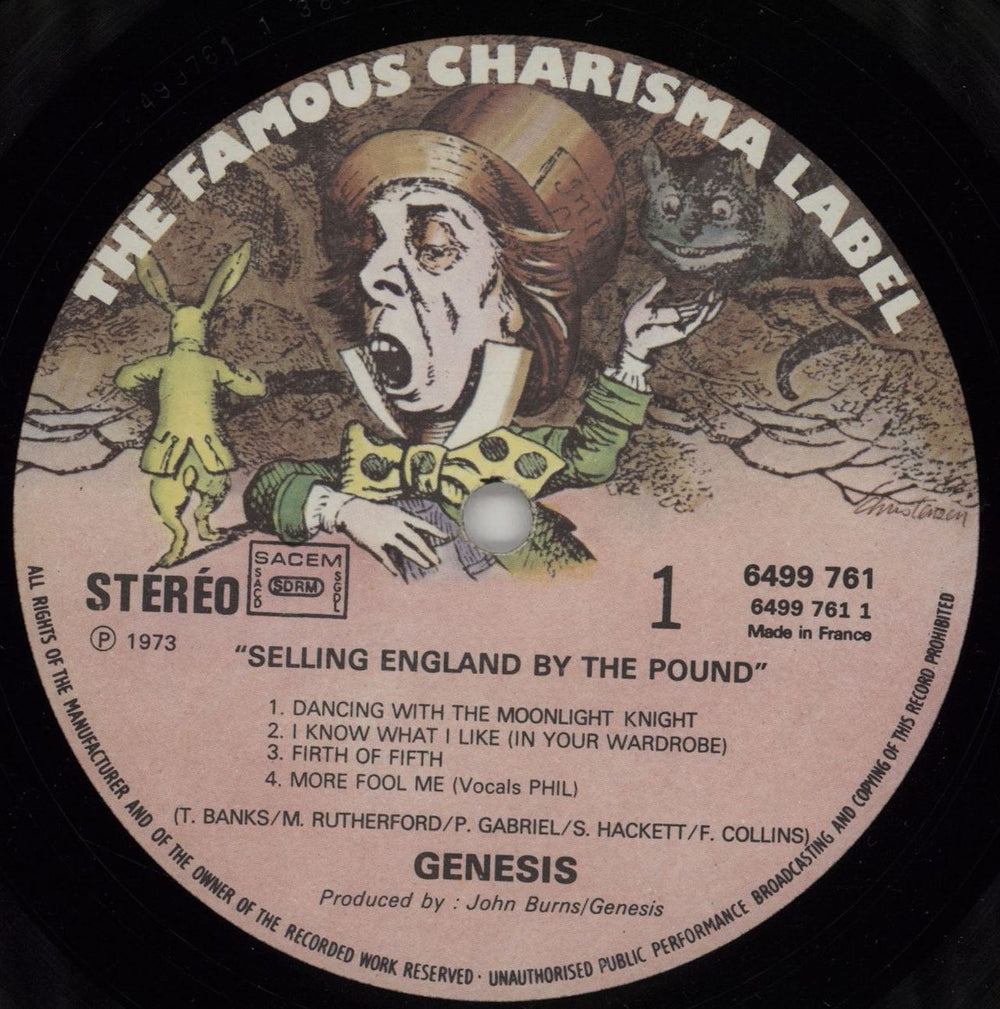 THE FAMOUS CHARISMA LABEL
Christensen
STÉRÉO
SACEM
SACD
SDRM
SGDL
1
6499 761
6499 761 1
Made in France
Ⓟ 1973
"SELLING ENGLAND BY THE POUND"
1. DANCING WITH THE MOONLIGHT KNIGHT
2. I KNOW WHAT I LIKE (IN YOUR WARDROBE)
3. FIRTH OF FIFTH
4. MORE FOOL ME (Vocals PHIL)
(T. BANKS/M. RUTHERFORD/P. GABRIEL/S. HACKETT/F. COLLINS)
GENESIS
Produced by : John Burns/Genesis
ALL RIGHTS OF THE MANUFACTURER AND OF THE OWNER OF THE RECORDED WORK RESERVED · UNAUTHORISED PUBLIC PERFORMANCE BROADCASTING AND COPYING OF THIS RECORD PROHIBITED